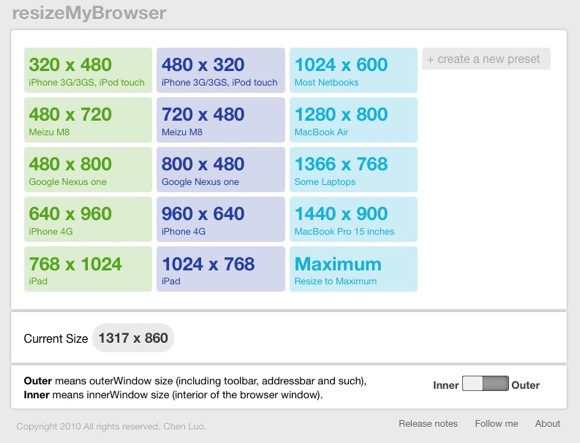 resizeMyBrowser
320 x 480
iPhone 3G/3GS, iPod touch
480 x 320
iPhone 3G/3GS, iPod touch
1024 x 600
Most Netbooks
+ create a new preset
480 x 720
Meizu M8
720 x 480
Meizu M8
1280 x 800
MacBook Air
480 x 800
Google Nexus one
800 x 480
Google Nexus one
1366 x 768
Some Laptops
640 x 960
iPhone 4G
960 x 640
iPhone 4G
1440 x 900
MacBook Pro 15 inches
768 x 1024
iPad
1024 x 768
iPad
Maximum
Resize to Maximum
Current Size 1317 x 860
Outer means outerWindow size (including toolbar, addressbar and such),
Inner means innerWindow size (interior of the browser window).
Inner Outer
Copyright 2010 All rights reserved, Chen Luo.
Release notes Follow me About